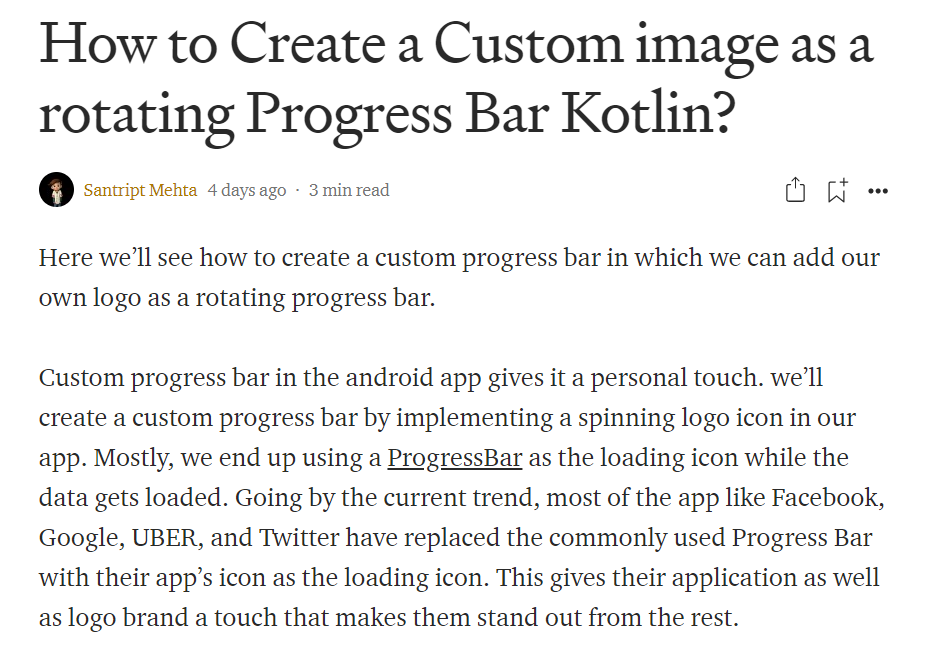 How to Create a Custom image as a
rotating Progress Bar Kotlin?
Santript Mehta 4 days ago · 3 min read
Here we’ll see how to create a custom progress bar in which we can add our
own logo as a rotating progress bar.
Custom progress bar in the android app gives it a personal touch. we’ll
create a custom progress bar by implementing a spinning logo icon in our
app. Mostly, we end up using a ProgressBar as the loading icon while the
data gets loaded. Going by the current trend, most of the app like Facebook,
Google, UBER, and Twitter have replaced the commonly used Progress Bar
with their app’s icon as the loading icon. This gives their application as well
as logo brand a touch that makes them stand out from the rest.